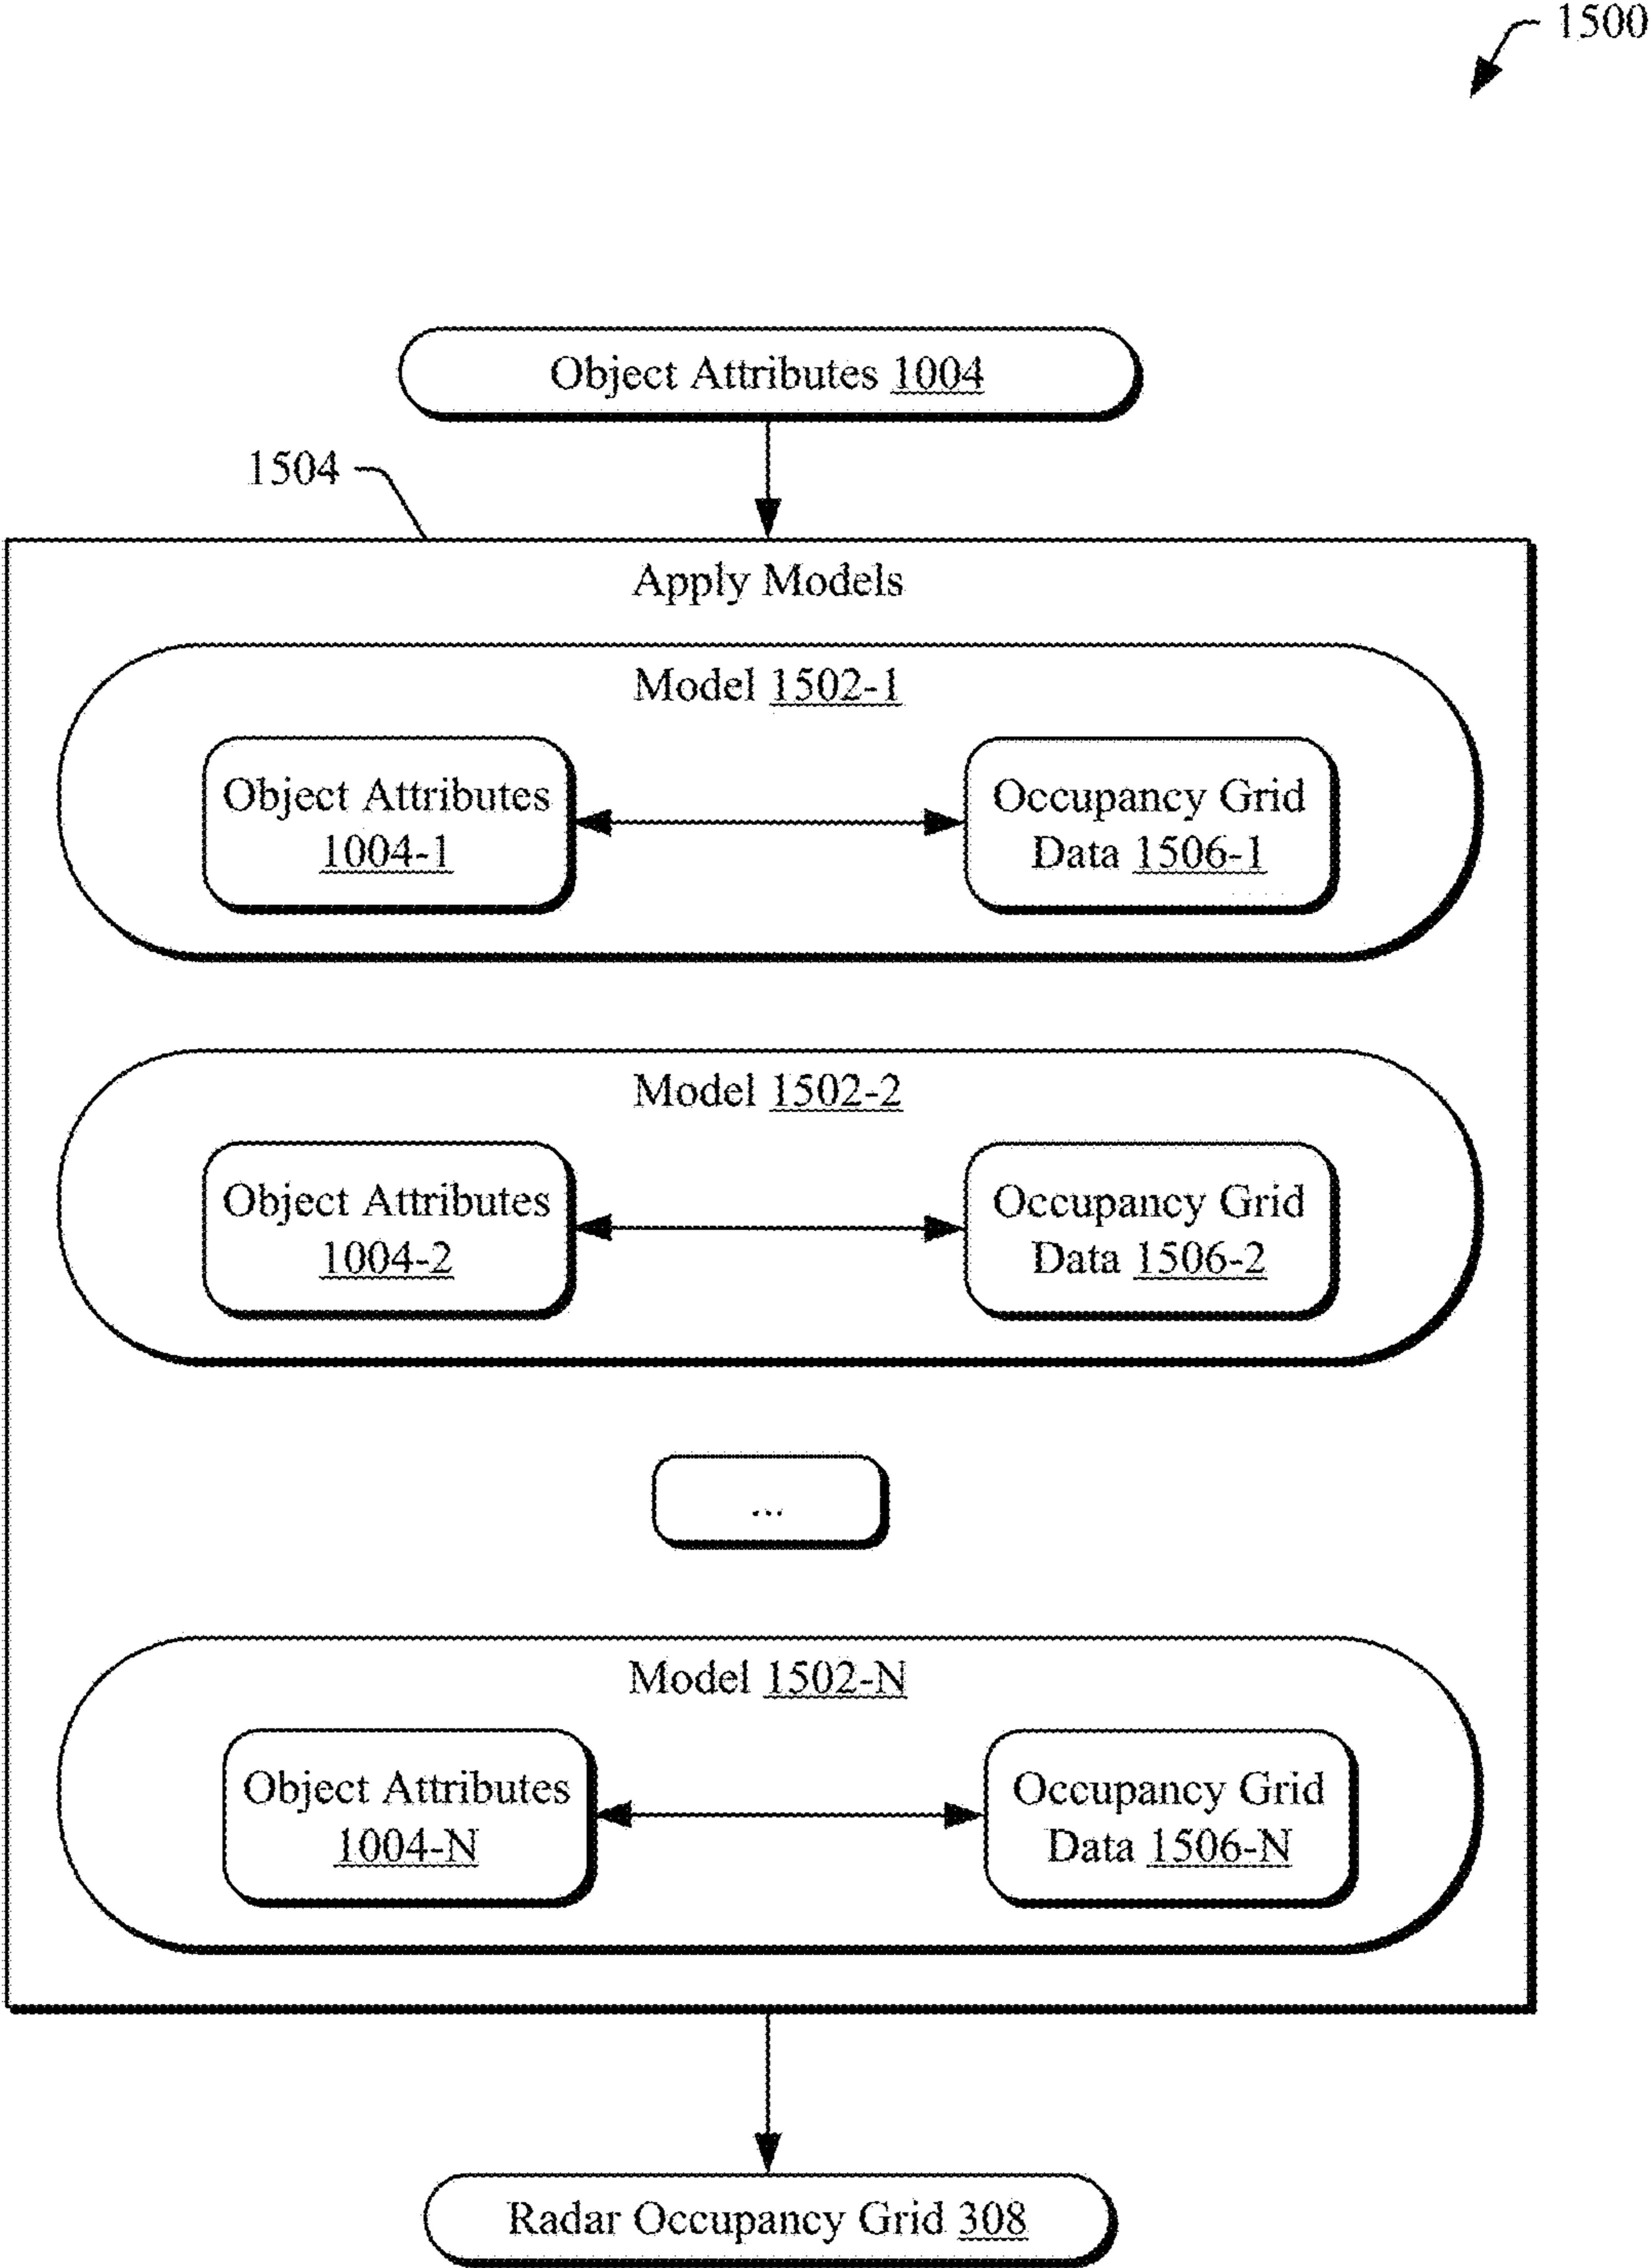 1500
Object Attributes 1004
1504
Apply Models
Model 1502-1
Object Attributes
1004-1
Occupancy Grid
Data 1506-1
Model 1502-2
Object Attributes
1004-2
Occupancy Grid
Data 1506-2
...
Model 1502-N
Object Attributes
1004-N
Occupancy Grid
Data 1506-N
Radar Occupancy Grid 308